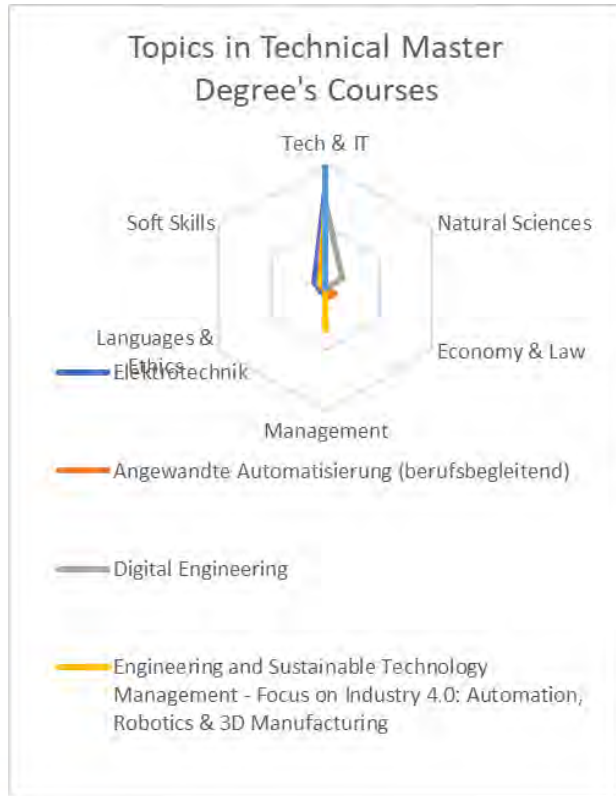 Topics in Technical Master
Degree's Courses
Tech & IT
Soft Skills
Natural Sciences
Languages &
Ethics
Economy & Law
Management
Elektrotechnik
Angewandte Automatisierung (berufsbegleitend)
Digital Engineering
Engineering and Sustainable Technology
Management - Focus on Industry 4.0: Automation,
Robotics & 3D Manufacturing